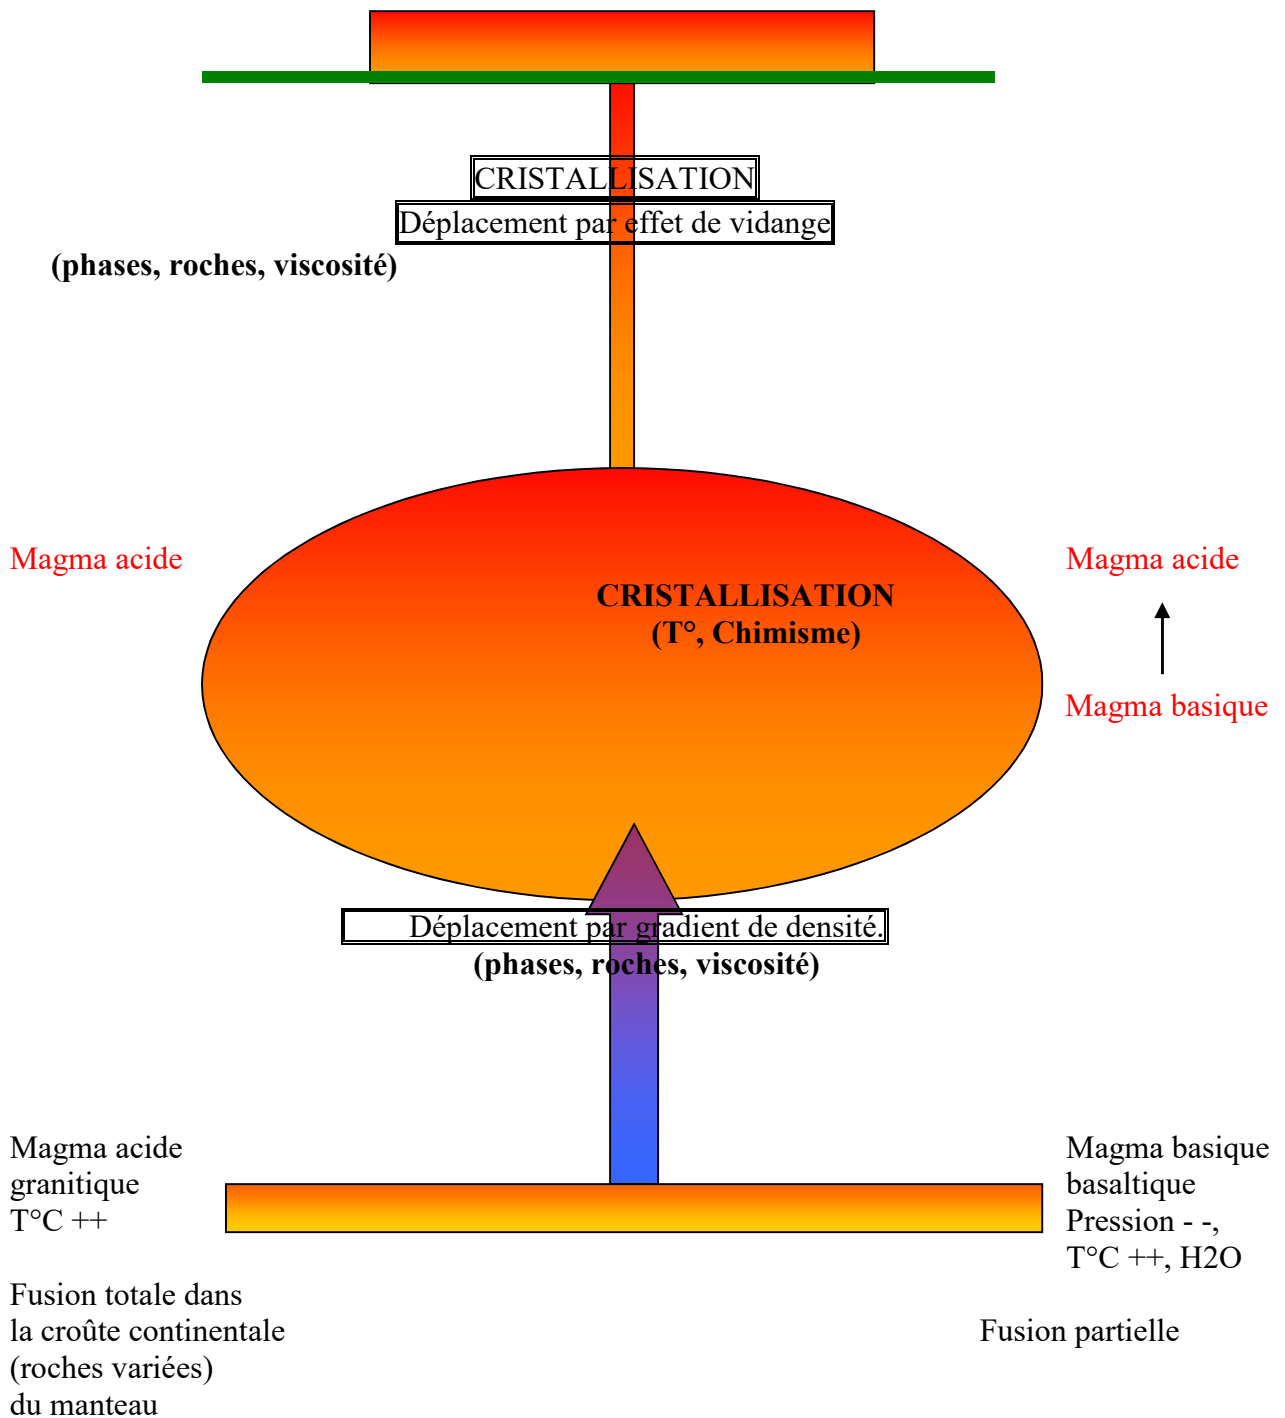 CRISTALLISATION
Déplacement par effet de vidange
(phases, roches, viscosité)
Magma acide
Magma acide
CRISTALLISATION
(T°, Chimisme)
Magma basique
Déplacement par gradient de densité.
(phases, roches, viscosité)
Magma acide
granitique
T°C ++
Magma basique
basaltique
Pression - -,
T°C ++, H2O
Fusion totale dans
la croûte continentale
(roches variées)
du manteau
Fusion partielle